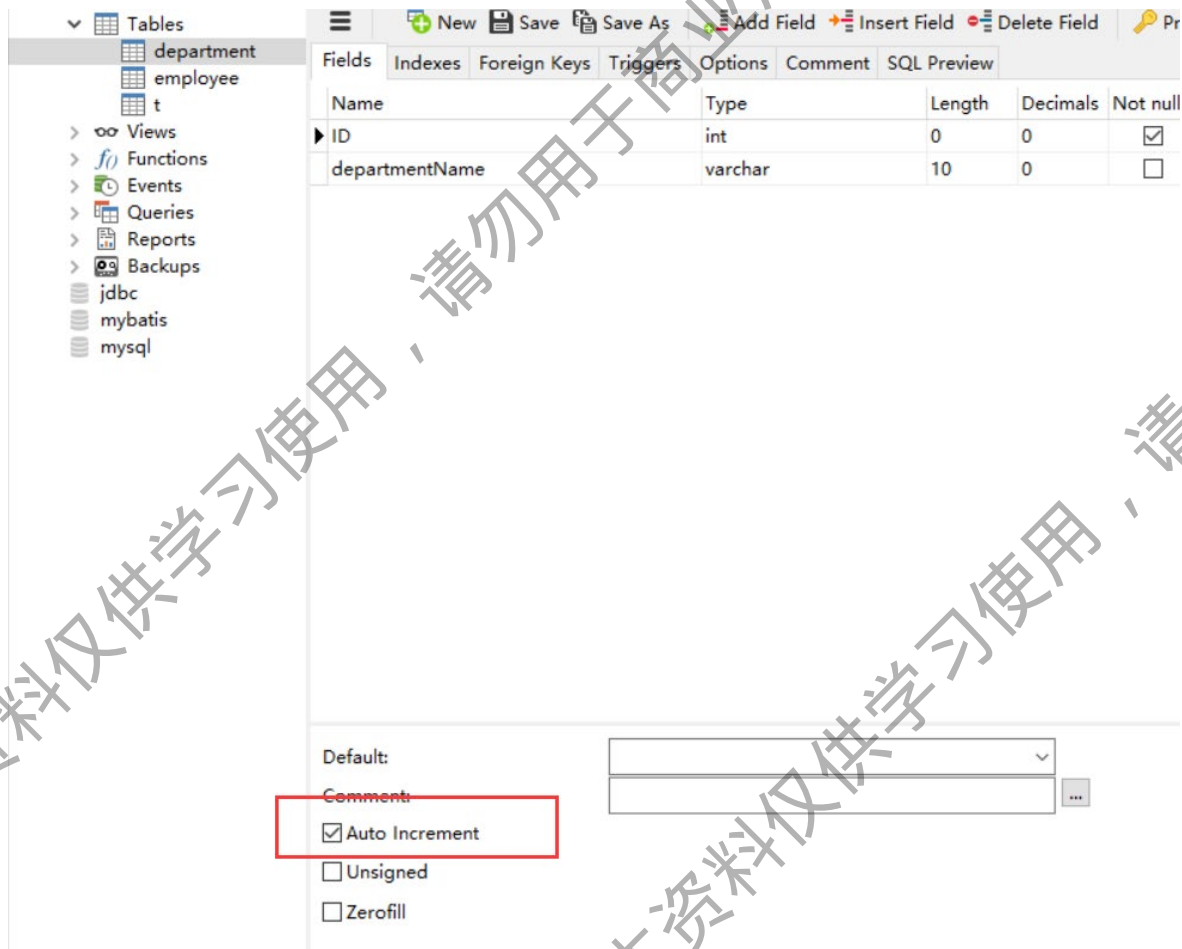 Tables
department
employee
t
Views
Functions
Events
Queries
Reports
Backups
jdbc
mybatis
mysql
New Save Save As Add Field Insert Field Delete Field
Fields Indexes Foreign Keys Triggers Options Comment SQL Preview
Name Type Length Decimals Not null
ID int 0 0
departmentName varchar 10 0
Default:
Comment:
...
Auto Increment
Unsigned
Zerofill
料仅供学习使用，请勿用于商业
资料仅供学习使用，请